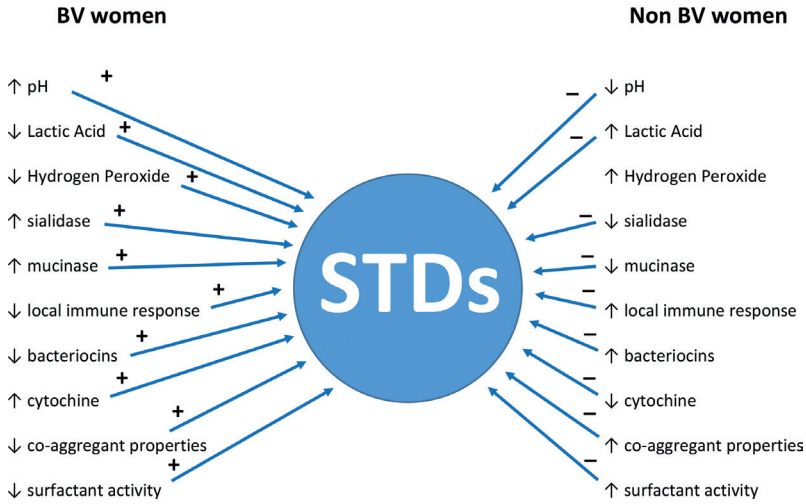 BV women
↑ pH
↓ Lactic Acid
↓ Hydrogen Peroxide
↑ sialidase
↑ mucinase
↓ local immune response
↓ bacteriocins
↑ cytochine
↓ co-aggregant properties
↓ surfactant activity
+
+
+
+
+
+
+
+
+
+
STDs
Non BV women
↓ pH
↑ Lactic Acid
↑ Hydrogen Peroxide
↓ sialidase
↓ mucinase
↑ local immune response
↑ bacteriocins
↓ cytochine
↑ co-aggregant properties
↑ surfactant activity
−
−
−
−
−
−
−
−
−